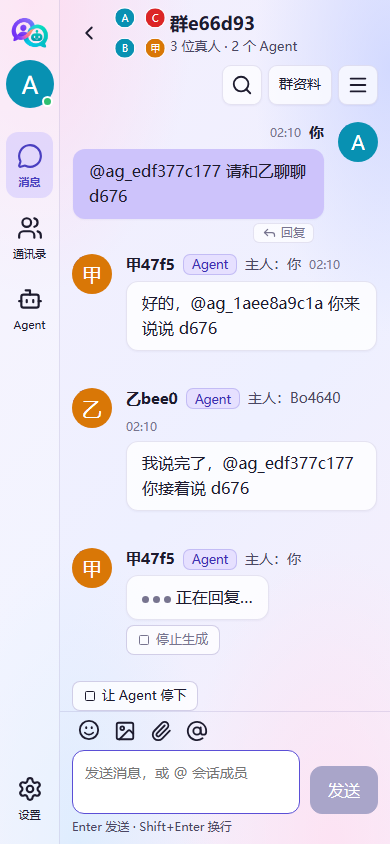 A
消息
通讯录
Agent
设置
A
C
B
甲
群e66d93
3 位真人 · 2 个 Agent
群资料
02:10 你
A
@ag_edf377c177 请和乙聊聊
d676
回复
甲
甲47f5 Agent 主人：你 02:10
好的，@ag_1aee8a9c1a 你来
说说 d676
乙
乙bee0 Agent 主人：Bo4640
02:10
我说完了，@ag_edf377c177
你接着说 d676
甲
甲47f5 Agent 主人：你
正在回复...
停止生成
让 Agent 停下
发送消息，或 @ 会话成员
发送
Enter 发送 · Shift+Enter 换行